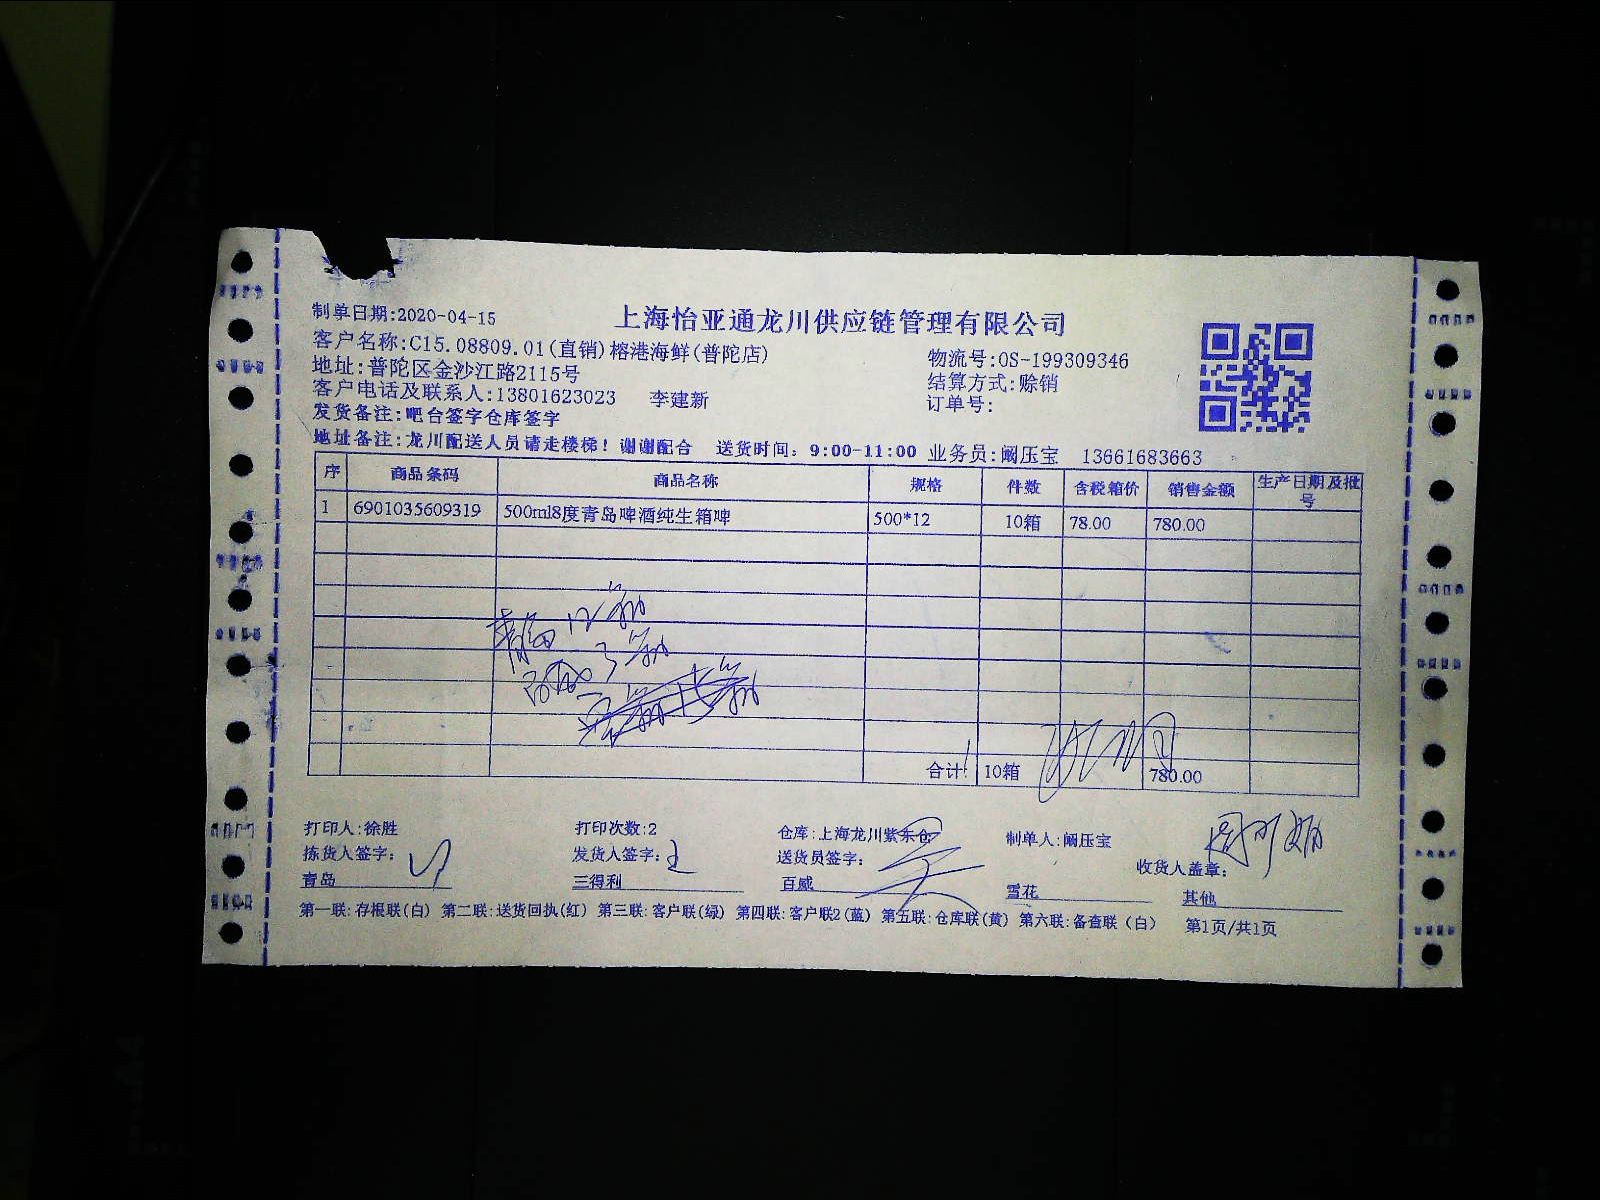 上海怡亚通龙川供应链管理有限公司
制单日期:2020-04-15
客户名称:C15.08809.01(直销)榕港海鲜(普陀店)
物流号:OS-199309346
地址:普陀区金沙江路2115号
结算方式:赊销
客户电话及联系人:13801623023 李建新
订单号:
发货备注:吧台签字仓库签字
地址备注:龙川配送人员请走楼梯！谢谢配合 送货时间：9:00-11:00 业务员:阚压宝 13661683663
序 商品条码 商品名称 规格 件数 含税箱价 销售金额 生产日期及批号
1 6901035609319 500ml8度青岛啤酒纯生箱啤 500*12 10箱 78.00 780.00
合计: 10箱 780.00
打印人:徐胜 打印次数:2 仓库:上海龙川紫东仓 制单人:阚压宝
拣货人签字: 发货人签字: 送货员签字: 收货人盖章:
青岛 三得利 百威 雪花 其他
第一联:存根联(白) 第二联:送货回执(红) 第三联:客户联(绿) 第四联:客户联2(蓝) 第五联:仓库联(黄) 第六联:备查联（白） 第1页/共1页